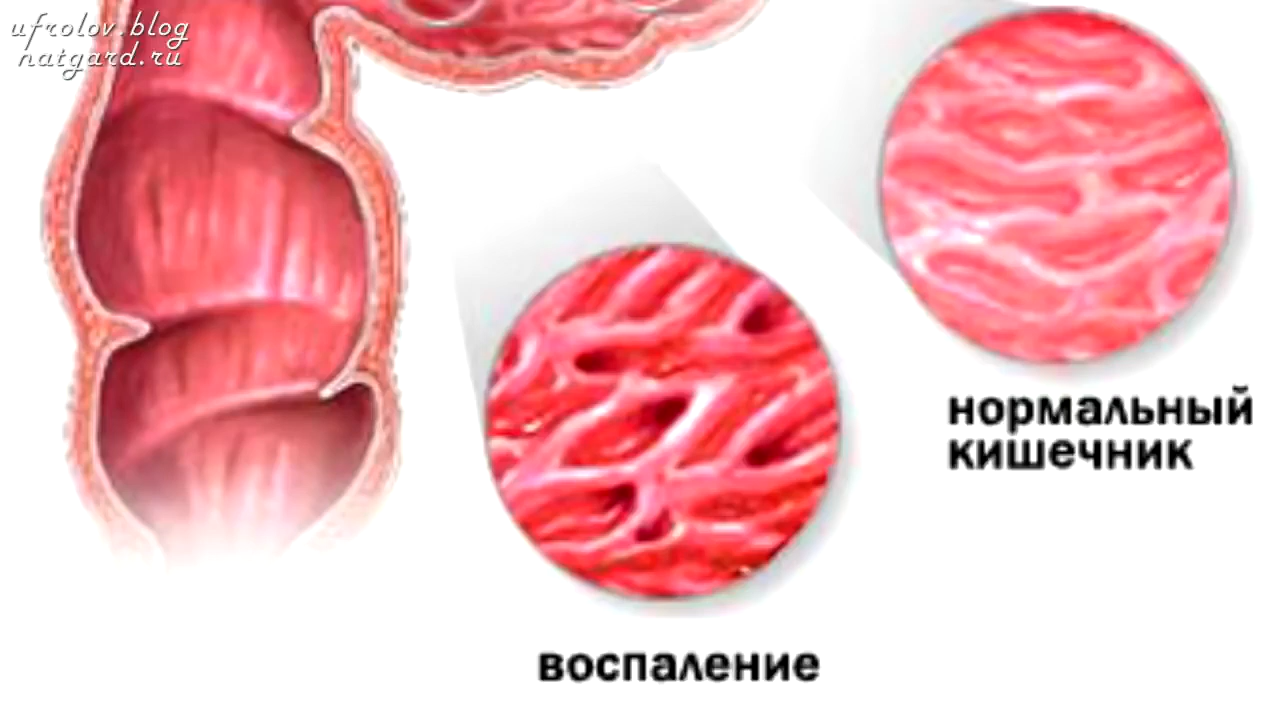 ufrolov.blog
natgard.ru
нормальный
кишечник
воспаление